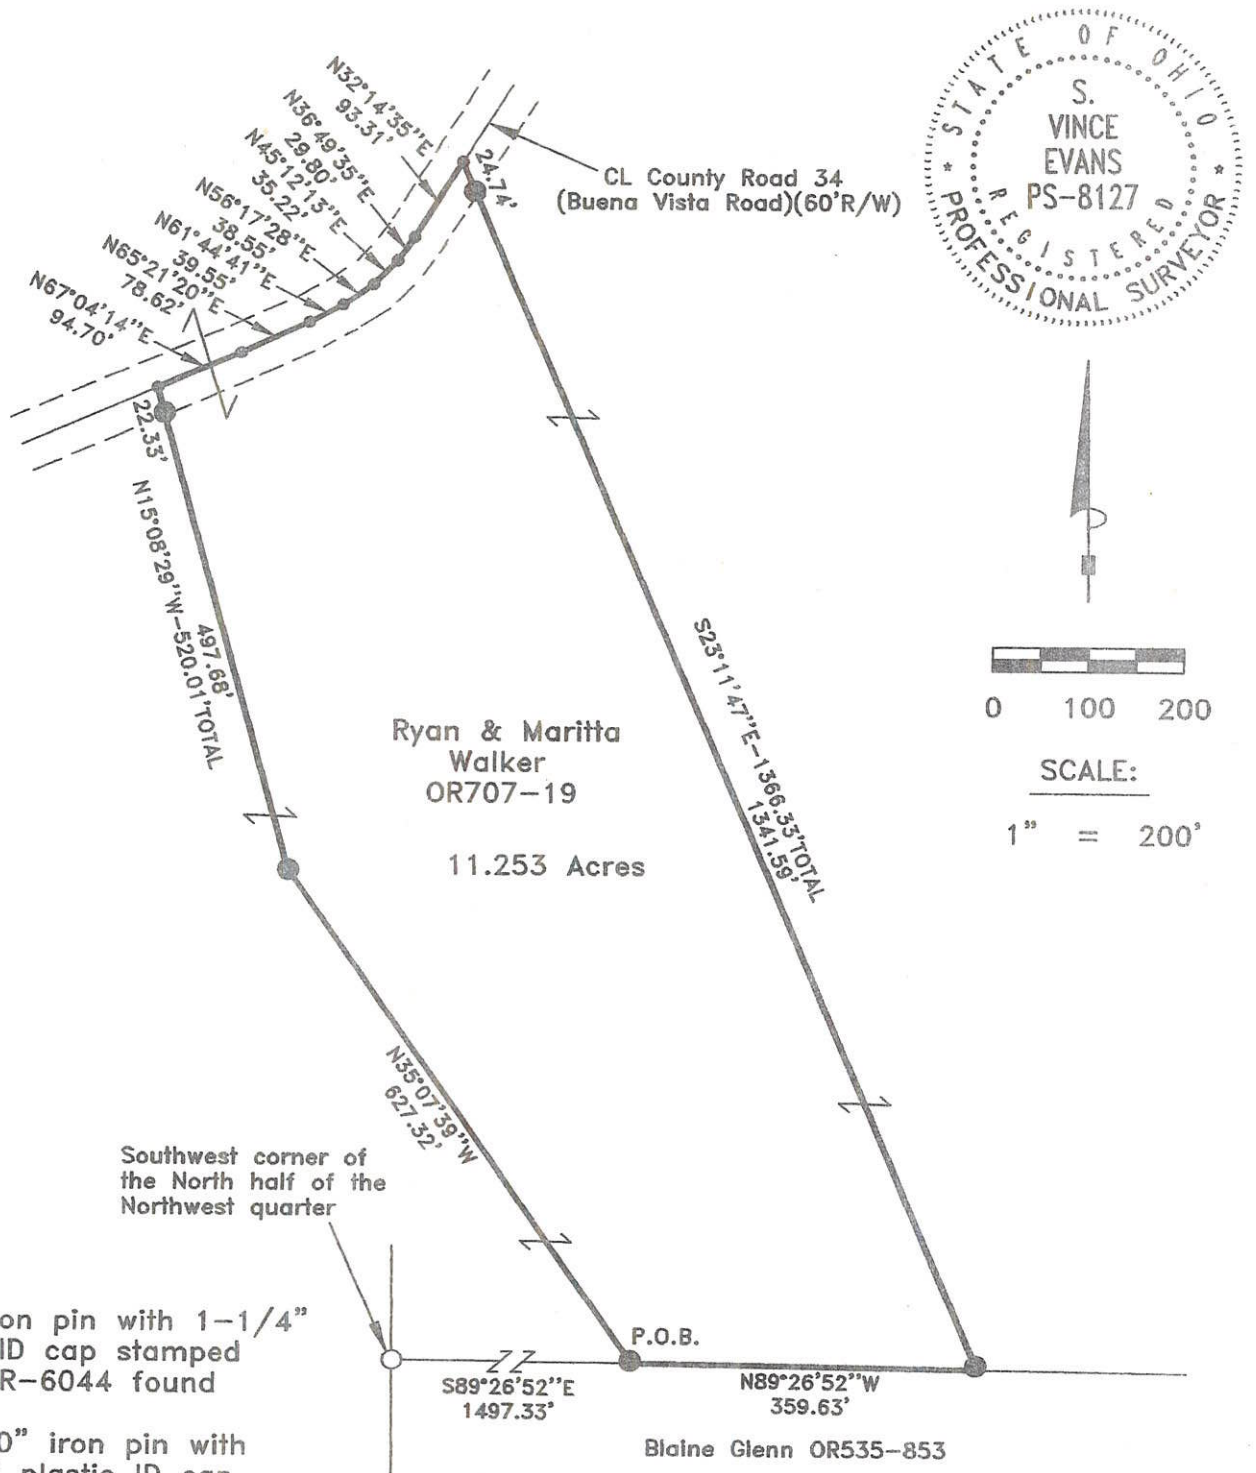 STATE OF OHIO
S.
VINCE
EVANS
PS-8127
REGISTERED
PROFESSIONAL SURVEYOR
N32°14'35"E
93.31'
N36°49'35"E
29.80'
N45°12'13"E
35.22'
N56°17'28"E
38.55'
N61°44'41"E
39.55'
N65°21'20"E
78.62'
N67°04'14"E
94.70'
24.74'
CL County Road 34
(Buena Vista Road)(60'R/W)
22.33'
N15°08'29"W-520.01'TOTAL
497.68'
S23°11'47"E-1366.33'TOTAL
1341.59'
0 100 200
SCALE:
1" = 200'
Ryan & Maritta
Walker
OR707-19
11.253 Acres
N35°07'39"W
627.32'
Southwest corner of
the North half of the
Northwest quarter
P.O.B.
S89°26'52"E
1497.33'
N89°26'52"W
359.63'
Blaine Glenn OR535-853
pin with 1-1/4"
ID cap stamped
R-6044 found
0" iron pin with
plastic ID cap